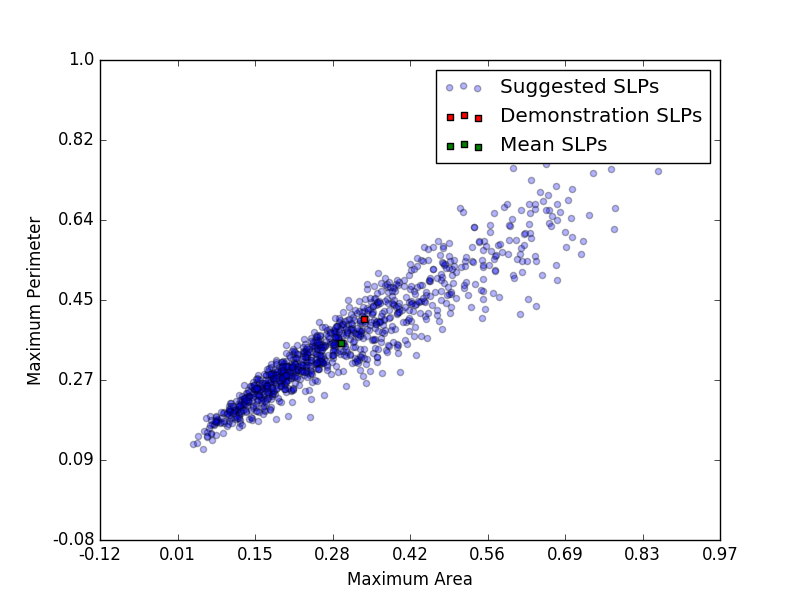 1.0
0.82
0.64
0.45
0.27
0.09
-0.08
Maximum Perimeter
Suggested SLPs
Demonstration SLPs
Mean SLPs
-0.12 0.01 0.15 0.28 0.42 0.56 0.69 0.83 0.97
Maximum Area